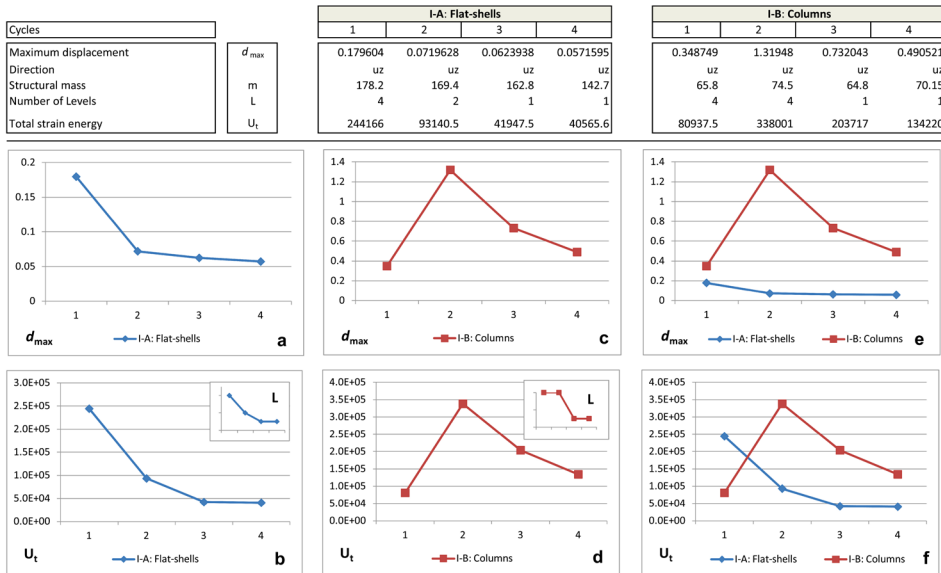 I-A: Flat-shells I-B: Columns
Cycles 1 2 3 4 1 2 3 4
Maximum displacement dmax 0.179604 0.0719628 0.0623938 0.0571595 0.348749 1.31948 0.732043 0.490521
Direction uz uz uz uz uz uz uz uz
Structural mass m 178.2 169.4 162.8 142.7 65.8 74.5 64.8 70.15
Number of Levels L 4 2 1 1 4 4 1 1
Total strain energy Ut 244166 93140.5 41947.5 40565.6 80937.5 338001 203717 134220
0.2
0.15
0.1
0.05
0
1 2 3 4
dmax I-A: Flat-shells a
1.4
1.2
1
0.8
0.6
0.4
0.2
0
1 2 3 4
dmax I-B: Columns c
1.4
1.2
1
0.8
0.6
0.4
0.2
0
1 2 3 4
dmax I-A: Flat-shells I-B: Columns e
3.0E+05
2.5E+05
2.0E+05
1.5E+05
1.0E+05
5.0E+04
0.0E+00
L
1 2 3 4
Ut I-A: Flat-shells b
4.0E+05
3.5E+05
3.0E+05
2.5E+05
2.0E+05
1.5E+05
1.0E+05
5.0E+04
0.0E+00
L
1 2 3 4
Ut I-B: Columns d
4.0E+05
3.5E+05
3.0E+05
2.5E+05
2.0E+05
1.5E+05
1.0E+05
5.0E+04
0.0E+00
1 2 3 4
Ut I-A: Flat-shells I-B: Columns f